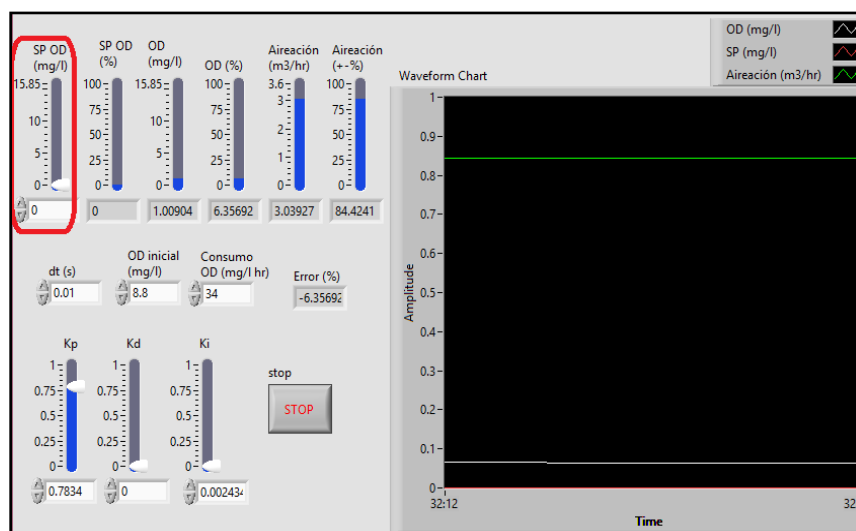 SP OD
(mg/l)
SP OD
(%)
OD
(mg/l)
OD (%)
Aireación
(m3/hr)
Aireación
(+-%)
15.85
10
5
0
100
75
50
25
0
15.85
10
5
0
100
75
50
25
0
3.6
3
2
1
0
100
75
50
25
0
0
0
1.00904
6.35692
3.03927
84.4241
dt (s)
OD inicial
(mg/l)
Consumo
OD (mg/l hr)
Error (%)
0.01
8.8
34
-6.35692
Kp
Kd
Ki
1
0.75
0.5
0.25
0
1
0.75
0.5
0.25
0
1
0.75
0.5
0.25
0
0.7834
0
0.002434
stop
STOP
OD (mg/l)
SP (mg/l)
Aireación (m3/hr)
Waveform Chart
Amplitude
1
0.9
0.8
0.7
0.6
0.5
0.4
0.3
0.2
0.1
0
32:12
32
Time